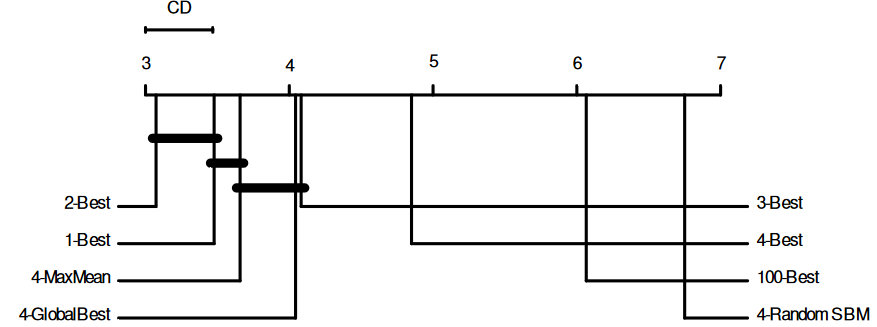 CD
3 4 5 6 7
2-Best 3-Best
1-Best 4-Best
4-MaxMean 100-Best
4-GlobalBest 4-Random SBM